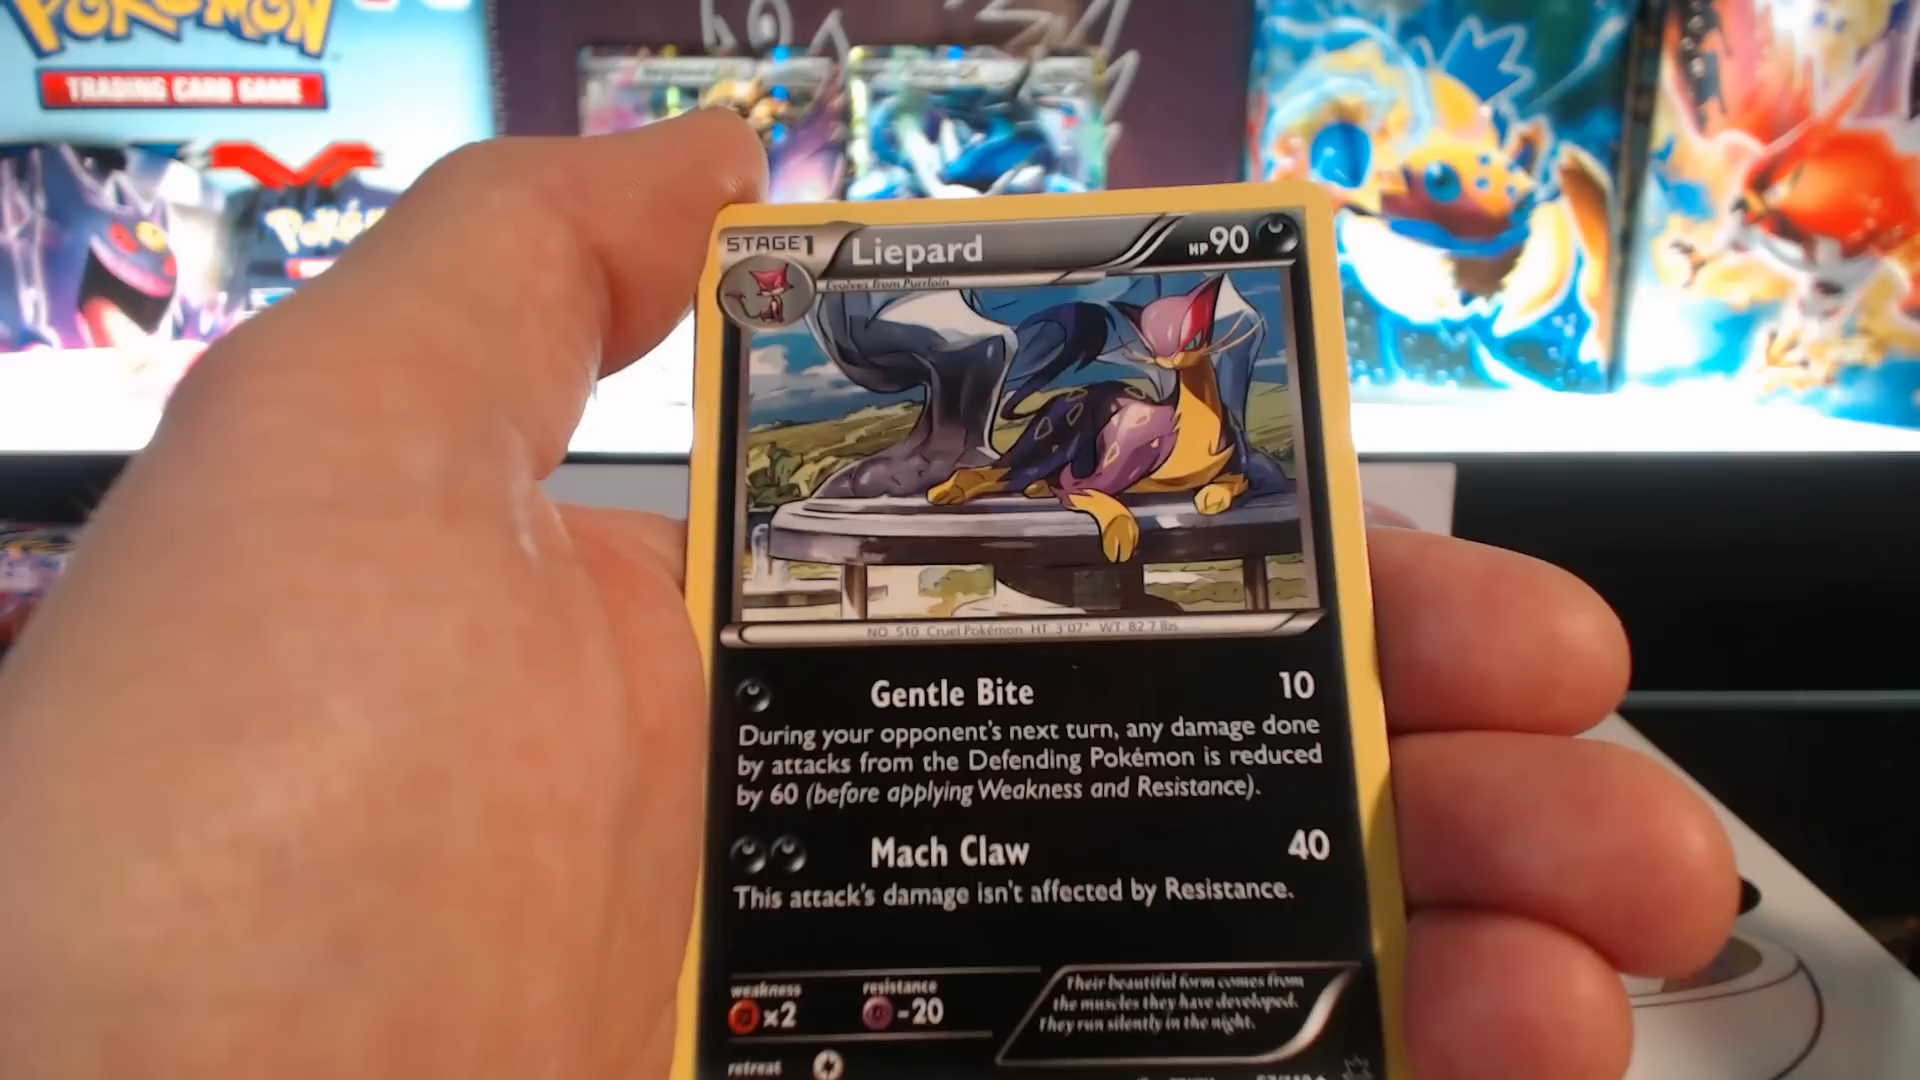 POKÉMON
TRADING CARD GAME
Poké
STAGE1
Liepard
HP90
Evolves from Purrloin
NO. 510 Cruel Pokémon HT 3'07" WT. 82.7 lbs.
Gentle Bite 10
During your opponent's next turn, any damage done
by attacks from the Defending Pokémon is reduced
by 60 (before applying Weakness and Resistance).
Mach Claw 40
This attack's damage isn't affected by Resistance.
weakness
×2
resistance
-20
Their beautiful form comes from
the muscles they have developed.
They run silently in the night.
retreat